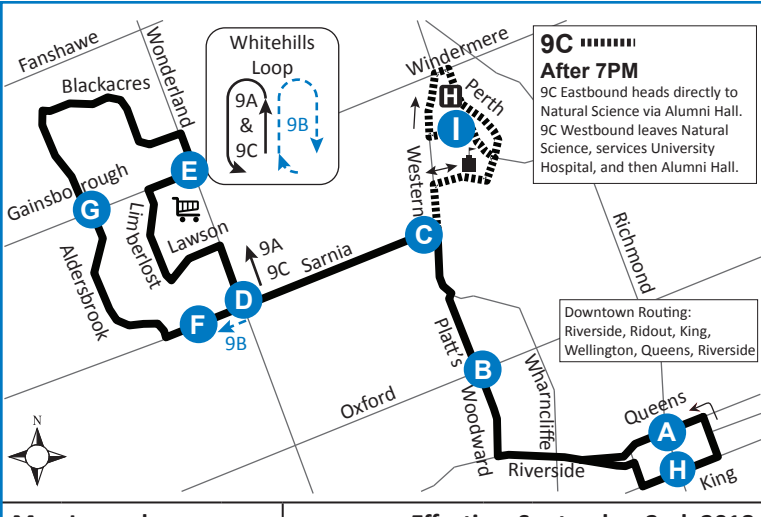 Fanshawe
Wonderland
Blackacres
Whitehills
Loop
9A
&
9C
9B
Windermere
H
Perth
I
Western
9C
After 7PM
9C Eastbound heads directly to
Natural Science via Alumni Hall.
9C Westbound leaves Natural
Science, services University
Hospital, and then Alumni Hall.
E
Gainsborough
G
Limberlost
Lawson
Aldersbrook
9A
9C
Sarnia
C
Richmond
D
F
9B
Downtown Routing:
Riverside, Ridout, King,
Wellington, Queens, Riverside
Platt's
B
Wharncliffe
Oxford
Woodward
Queens
A
H
Riverside
King
N